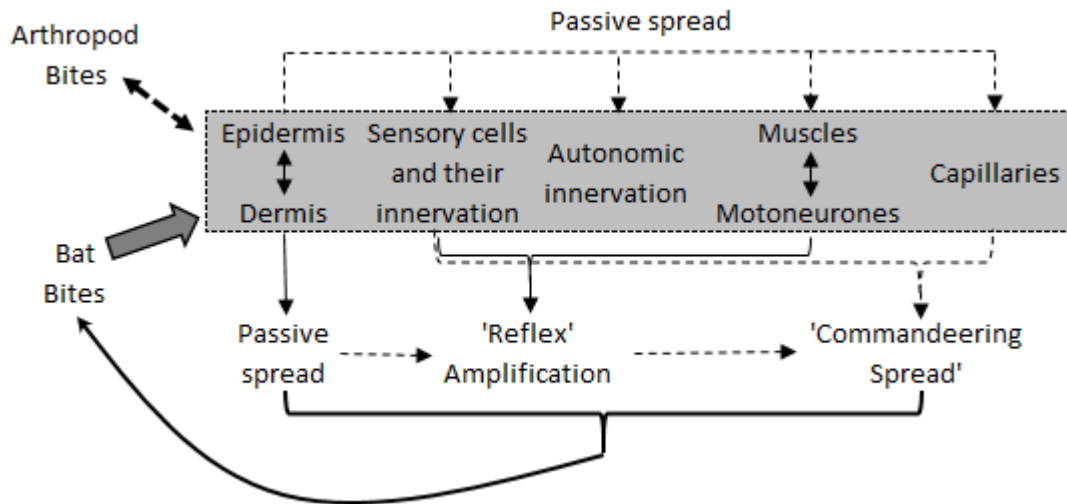 Passive spread
Arthropod
Bites
Epidermis
Dermis
Sensory cells
and their
innervation
Autonomic
innervation
Muscles
Motoneurones
Capillaries
Bat
Bites
Passive
spread
'Reflex'
Amplification
'Commandeering
Spread'